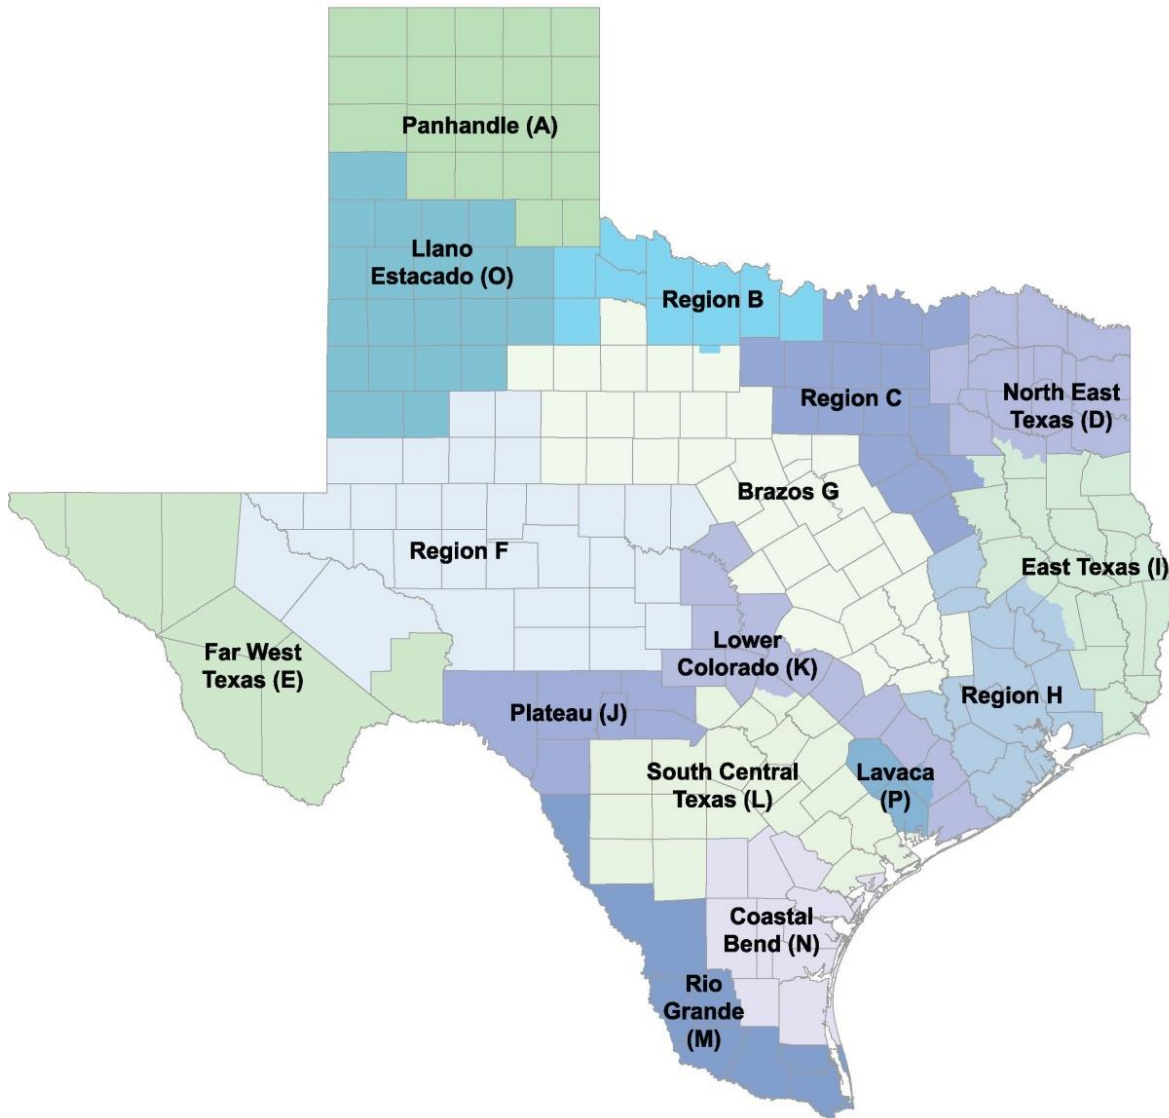 Panhandle (A)
Llano
Estacado (O)
Region B
Region C
North East
Texas (D)
Brazos G
Region F
East Texas (I)
Far West
Texas (E)
Lower
Colorado (K)
Region H
Plateau (J)
South Central
Texas (L)
Lavaca
(P)
Coastal
Bend (N)
Rio
Grande
(M)